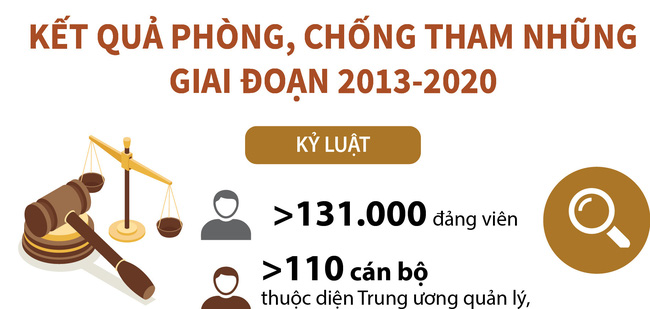 KẾT QUẢ PHÒNG, CHỐNG THAM NHŨNG
GIAI ĐOẠN 2013-2020
KỶ LUẬT
>131.000 đảng viên
>110 cán bộ
thuộc diện Trung ương quản lý,